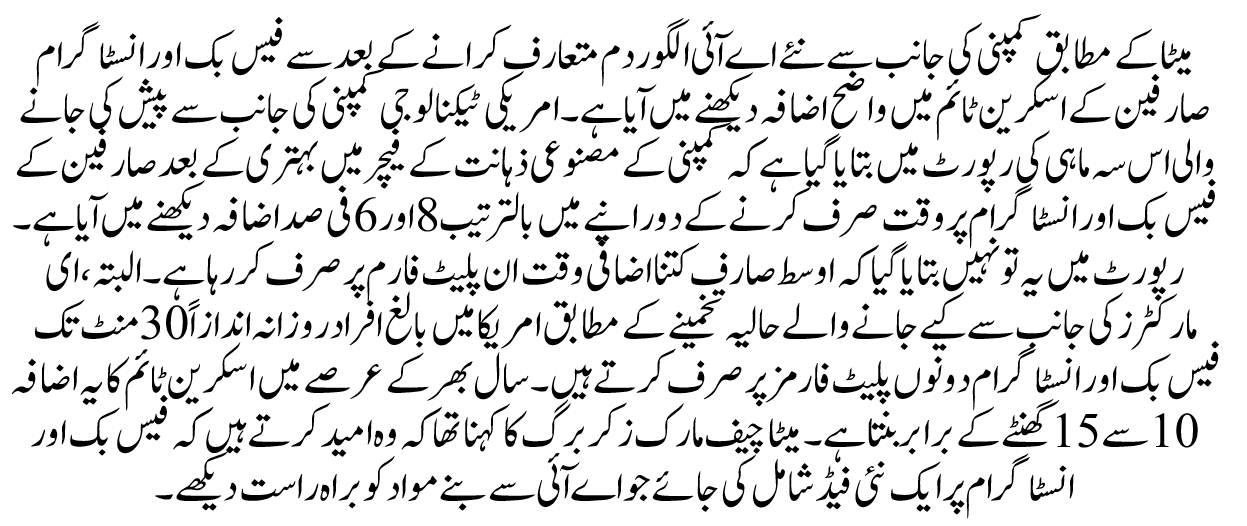 میٹا کے مطابق کمپنی کی جانب سے نئے اے آئی الگوردم متعارف کرانے کے بعد سے فیس بک اور انسٹا گرام
صارفین کے اسکرین ٹائم میں واضح اضافہ دیکھنے میں آیا ہے۔ امریکی ٹیکنالوجی کمپنی کی جانب سے پیش کی جانے
والی اس سہ ماہی کی رپورٹ میں بتایا گیا ہے کہ کمپنی کے مصنوعی ذہانت کے فیچر میں بہتری کے بعد صارفین کے
فیس بک اور انسٹا گرام پر وقت صرف کرنے کے دورانیے میں بالترتیب 8 اور 6 فی صد اضافہ دیکھنے میں آیا ہے۔
رپورٹ میں یہ تو نہیں بتایا گیا کہ اوسط صارف کتنا اضافی وقت ان پلیٹ فارم پر صرف کر رہا ہے۔ البتہ، ای
مارکٹرز کی جانب سے کیے جانے والے حالیہ تخمینے کے مطابق امریکا میں بالغ افراد روزانہ اندازاً 30 منٹ تک
فیس بک اور انسٹا گرام دونوں پلیٹ فارمز پر صرف کرتے ہیں۔ سال بھر کے عرصے میں اسکرین ٹائم کا یہ اضافہ
10 سے 15 گھنٹے کے برابر بنتا ہے۔ میٹا چیف مارک زکر برگ کا کہنا تھا کہ وہ امید کرتے ہیں کہ فیس بک اور
انسٹا گرام پر ایک نئی فیڈ شامل کی جائے جو اے آئی سے بنے مواد کو براہ راست دیکھے۔